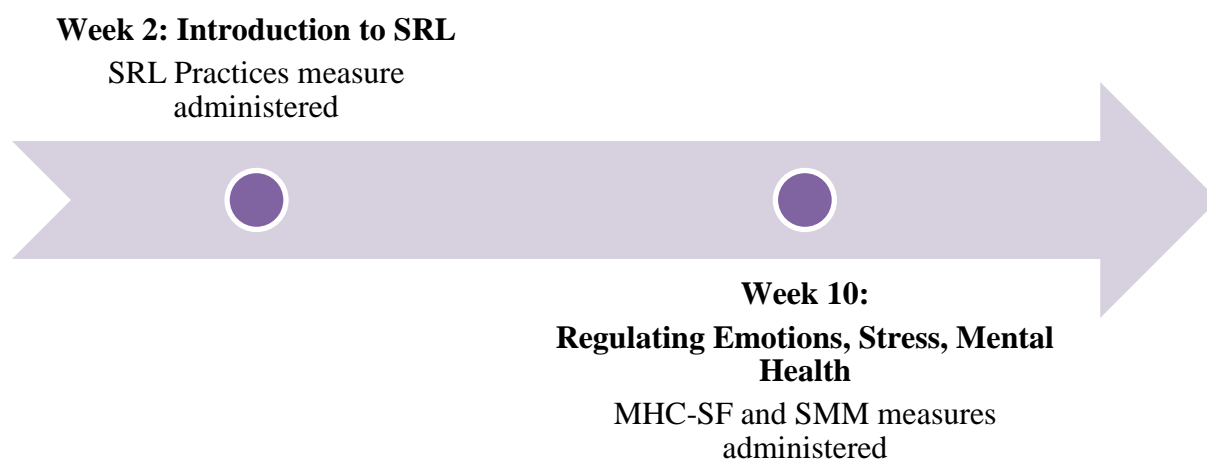 Week 2: Introduction to SRL
SRL Practices measure
administered
Week 10:
Regulating Emotions, Stress, Mental
Health
MHC-SF and SMM measures
administered